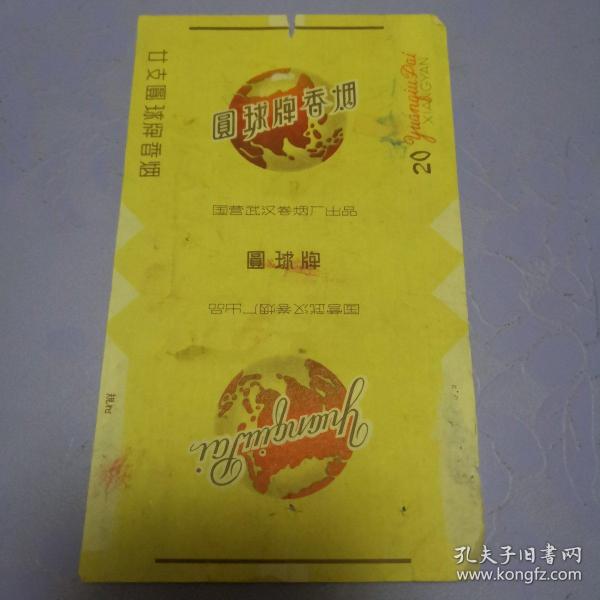 廿支圓球牌香烟
圓球牌香烟
20 Yuanqiu Pai
XIANGYAN
国营武汉卷烟厂出品
圓球牌
国营武汉卷烟厂出品
Yuanqiu Pai
孔夫子旧书网
www.kongfz.com